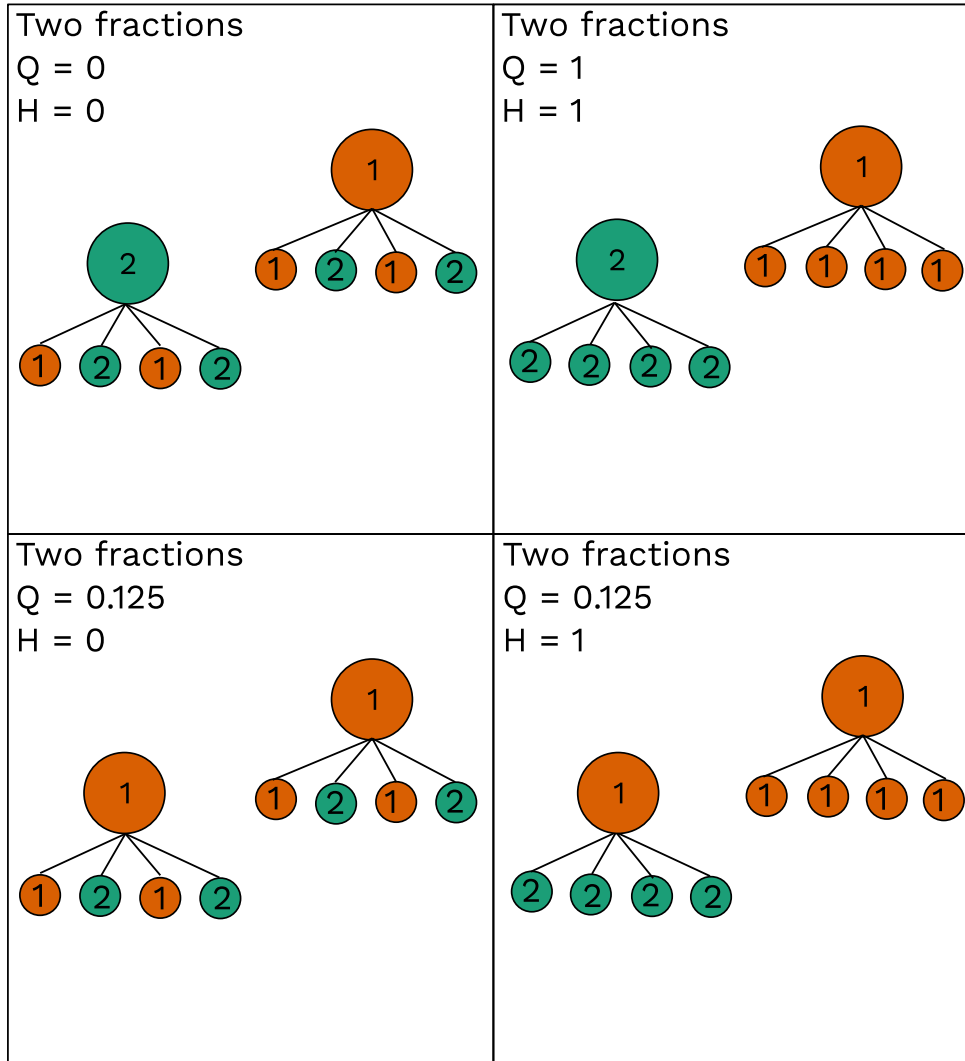 Two fractions
Q = 0
H = 0
1
1 2 1 2
2
1 2 1 2
Two fractions
Q = 1
H = 1
1
1 1 1 1
2
2 2 2 2
Two fractions
Q = 0.125
H = 0
1
1 2 1 2
1
1 2 1 2
Two fractions
Q = 0.125
H = 1
1
1 1 1 1
1
2 2 2 2